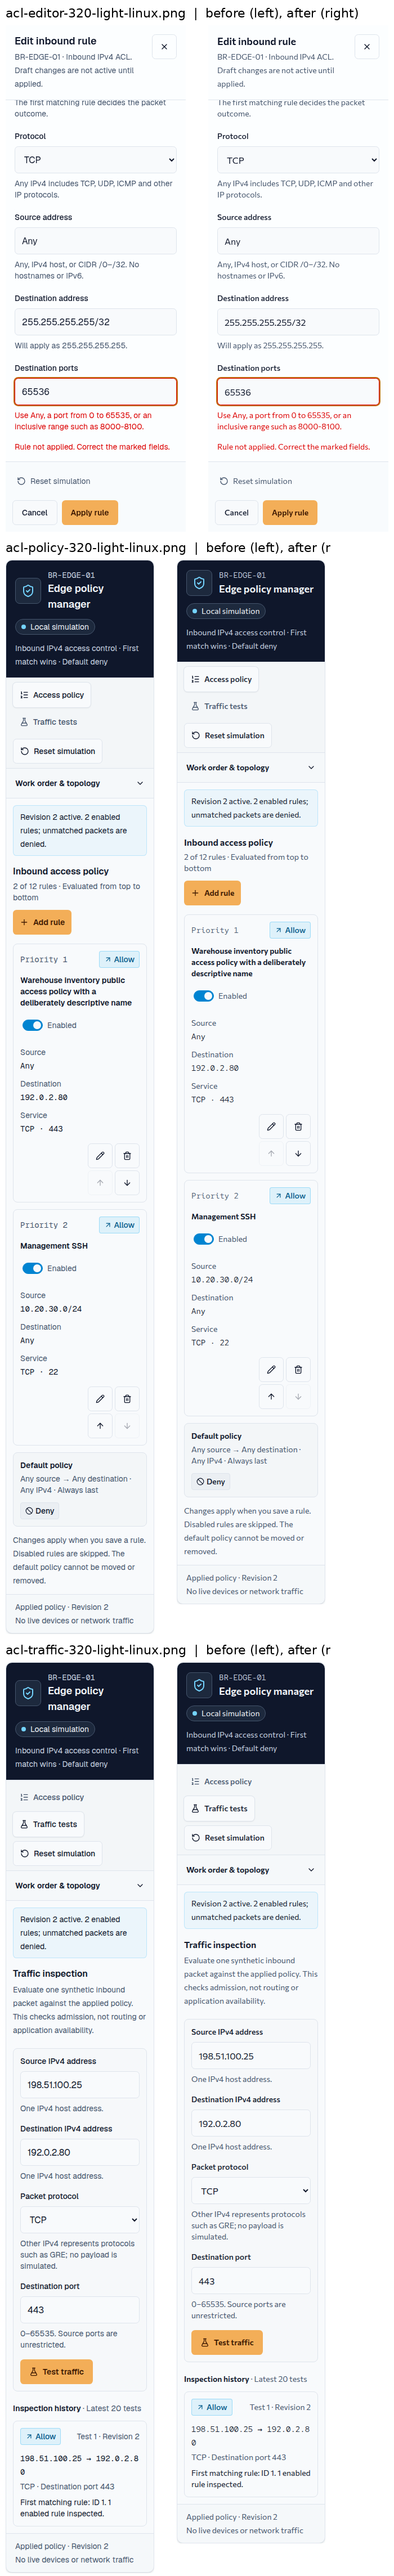 acl-editor-320-light-linux.png | before (left), after (right)
Edit inbound rule
BR-EDGE-01 · Inbound IPv4 ACL.
Draft changes are not active until
applied.
The first matching rule decides the packet
outcome.
Protocol
TCP
Any IPv4 includes TCP, UDP, ICMP and other
IP protocols.
Source address
Any
Any, IPv4 host, or CIDR /0–/32. No
hostnames or IPv6.
Destination address
255.255.255.255/32
Will apply as 255.255.255.255.
Destination ports
65536
Use Any, a port from 0 to 65535, or an
inclusive range such as 8000-8100.
Rule not applied. Correct the marked fields.
Reset simulation
Cancel
Apply rule
Edit inbound rule
BR-EDGE-01 · Inbound IPv4 ACL.
Draft changes are not active until
applied.
The first matching rule decides the packet
outcome.
Protocol
TCP
Any IPv4 includes TCP, UDP, ICMP and other
IP protocols.
Source address
Any
Any, IPv4 host, or CIDR /0–/32. No
hostnames or IPv6.
Destination address
255.255.255.255/32
Will apply as 255.255.255.255.
Destination ports
65536
Use Any, a port from 0 to 65535, or an
inclusive range such as 8000-8100.
Rule not applied. Correct the marked fields.
Reset simulation
Cancel
Apply rule
acl-policy-320-light-linux.png | before (left), after (r
BR-EDGE-01
Edge policy
manager
Local simulation
Inbound IPv4 access control · First
match wins · Default deny
Access policy
Traffic tests
Reset simulation
Work order & topology
Revision 2 active. 2 enabled
rules; unmatched packets are
denied.
Inbound access policy
2 of 12 rules · Evaluated from top to
bottom
Add rule
Priority 1
Allow
Warehouse inventory public
access policy with a
deliberately descriptive name
Enabled
Source
Any
Destination
192.0.2.80
Service
TCP · 443
Priority 2
Allow
Management SSH
Enabled
Source
10.20.30.0/24
Destination
Any
Service
TCP · 22
Default policy
Any source → Any destination ·
Any IPv4 · Always last
Deny
Changes apply when you save a rule.
Disabled rules are skipped. The
default policy cannot be moved or
removed.
Applied policy · Revision 2
No live devices or network traffic
BR-EDGE-01
Edge policy manager
Local simulation
Inbound IPv4 access control · First
match wins · Default deny
Access policy
Traffic tests
Reset simulation
Work order & topology
Revision 2 active. 2 enabled rules;
unmatched packets are denied.
Inbound access policy
2 of 12 rules · Evaluated from top to
bottom
Add rule
Priority 1
Allow
Warehouse inventory public
access policy with a deliberately
descriptive name
Enabled
Source
Any
Destination
192.0.2.80
Service
TCP · 443
Priority 2
Allow
Management SSH
Enabled
Source
10.20.30.0/24
Destination
Any
Service
TCP · 22
Default policy
Any source → Any destination ·
Any IPv4 · Always last
Deny
Changes apply when you save a rule.
Disabled rules are skipped. The
default policy cannot be moved or
removed.
Applied policy · Revision 2
No live devices or network traffic
acl-traffic-320-light-linux.png | before (left), after (r
BR-EDGE-01
Edge policy
manager
Local simulation
Inbound IPv4 access control · First
match wins · Default deny
Access policy
Traffic tests
Reset simulation
Work order & topology
Revision 2 active. 2 enabled
rules; unmatched packets are
denied.
Traffic inspection
Evaluate one synthetic inbound
packet against the applied policy.
This checks admission, not routing or
application availability.
Source IPv4 address
198.51.100.25
One IPv4 host address.
Destination IPv4 address
192.0.2.80
One IPv4 host address.
Packet protocol
TCP
Other IPv4 represents protocols
such as GRE; no payload is
simulated.
Destination port
443
0–65535. Source ports are
unrestricted.
Test traffic
Inspection history · Latest 20 tests
Allow
Test 1 · Revision 2
198.51.100.25 → 192.0.2.8
0
TCP · Destination port 443
First matching rule: ID 1. 1
enabled rule inspected.
Applied policy · Revision 2
No live devices or network traffic
BR-EDGE-01
Edge policy manager
Local simulation
Inbound IPv4 access control · First
match wins · Default deny
Access policy
Traffic tests
Reset simulation
Work order & topology
Revision 2 active. 2 enabled rules;
unmatched packets are denied.
Traffic inspection
Evaluate one synthetic inbound
packet against the applied policy. This
checks admission, not routing or
application availability.
Source IPv4 address
198.51.100.25
One IPv4 host address.
Destination IPv4 address
192.0.2.80
One IPv4 host address.
Packet protocol
TCP
Other IPv4 represents protocols
such as GRE; no payload is
simulated.
Destination port
443
0–65535. Source ports are
unrestricted.
Test traffic
Inspection history · Latest 20 tests
Allow
Test 1 · Revision 2
198.51.100.25 → 192.0.2.8
0
TCP · Destination port 443
First matching rule: ID 1. 1 enabled
rule inspected.
Applied policy · Revision 2
No live devices or network traffic